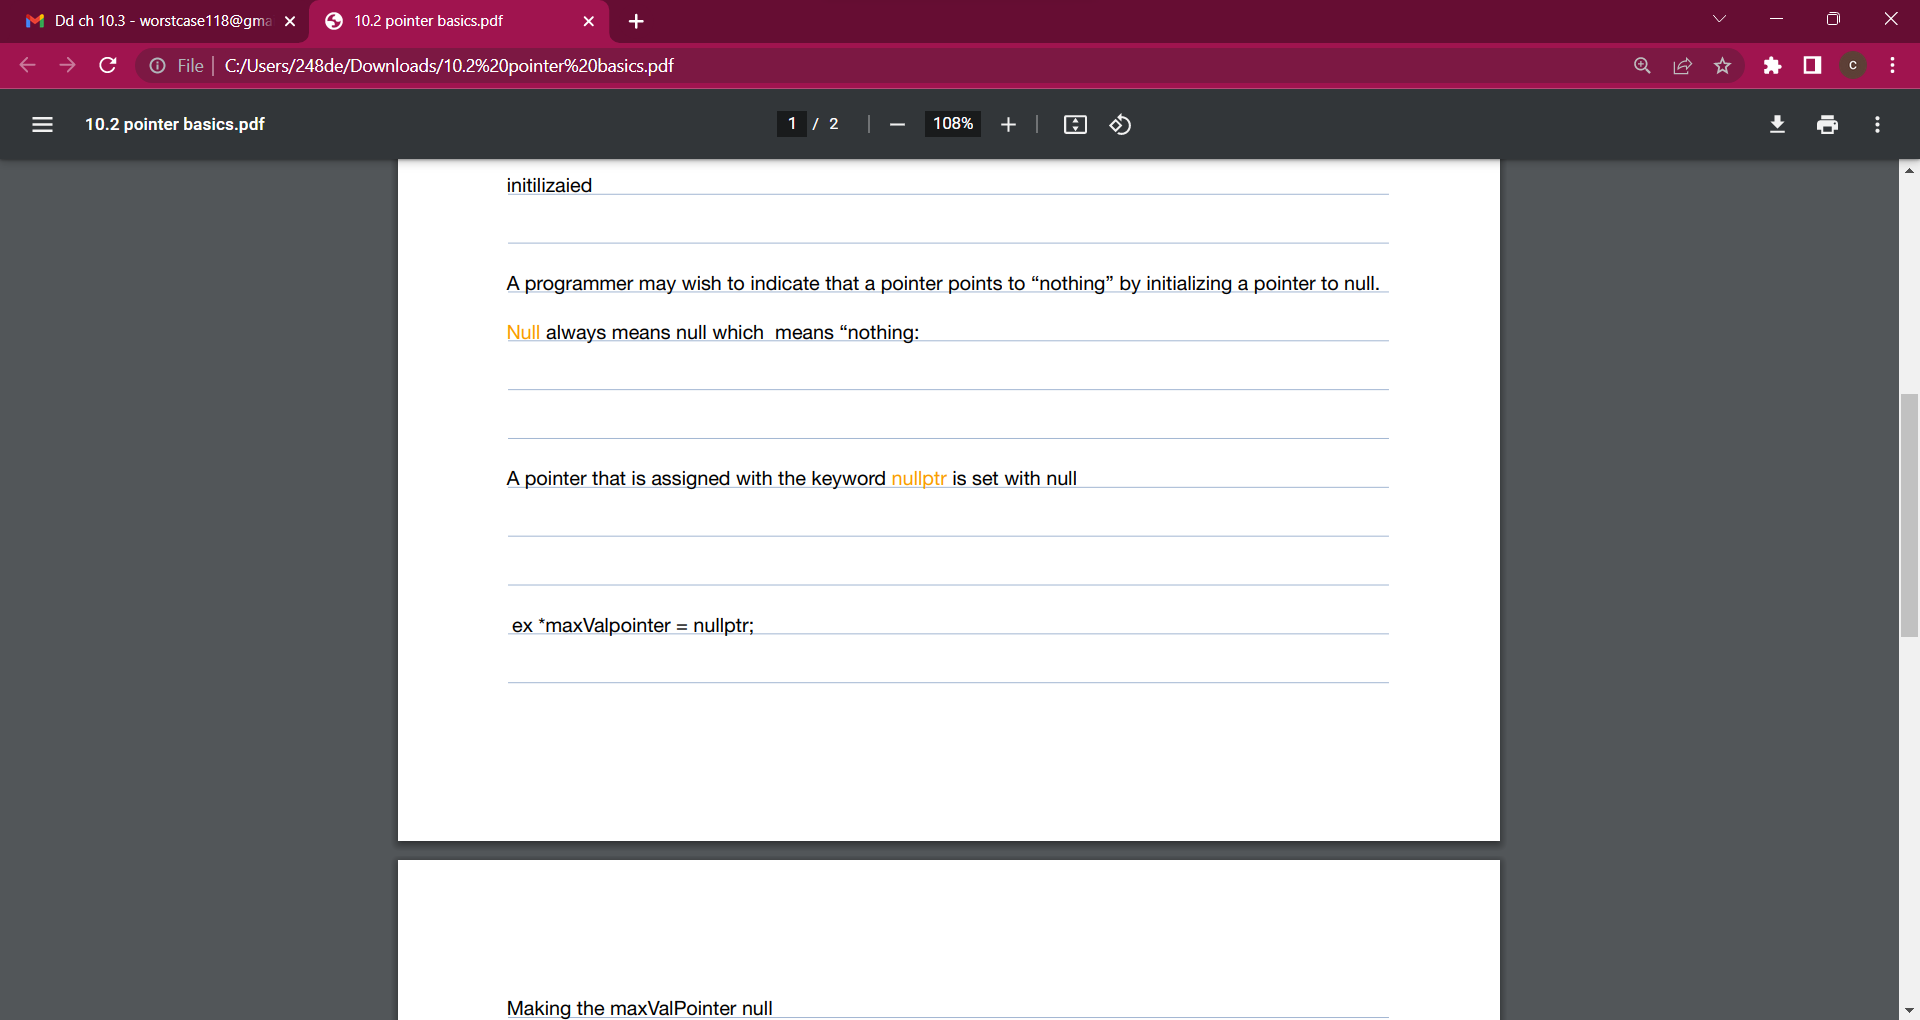 Dd ch 10.3 - worstcase118@gma
10.2 pointer basics.pdf
File
C:/Users/248de/Downloads/10.2%20pointer%20basics.pdf
C
10.2 pointer basics.pdf
1 / 2
108%
initilizaied
A programmer may wish to indicate that a pointer points to “nothing” by initializing a pointer to null.
Null always means null which  means “nothing:
A pointer that is assigned with the keyword nullptr is set with null
ex *maxValpointer = nullptr;
Making the maxValPointer null